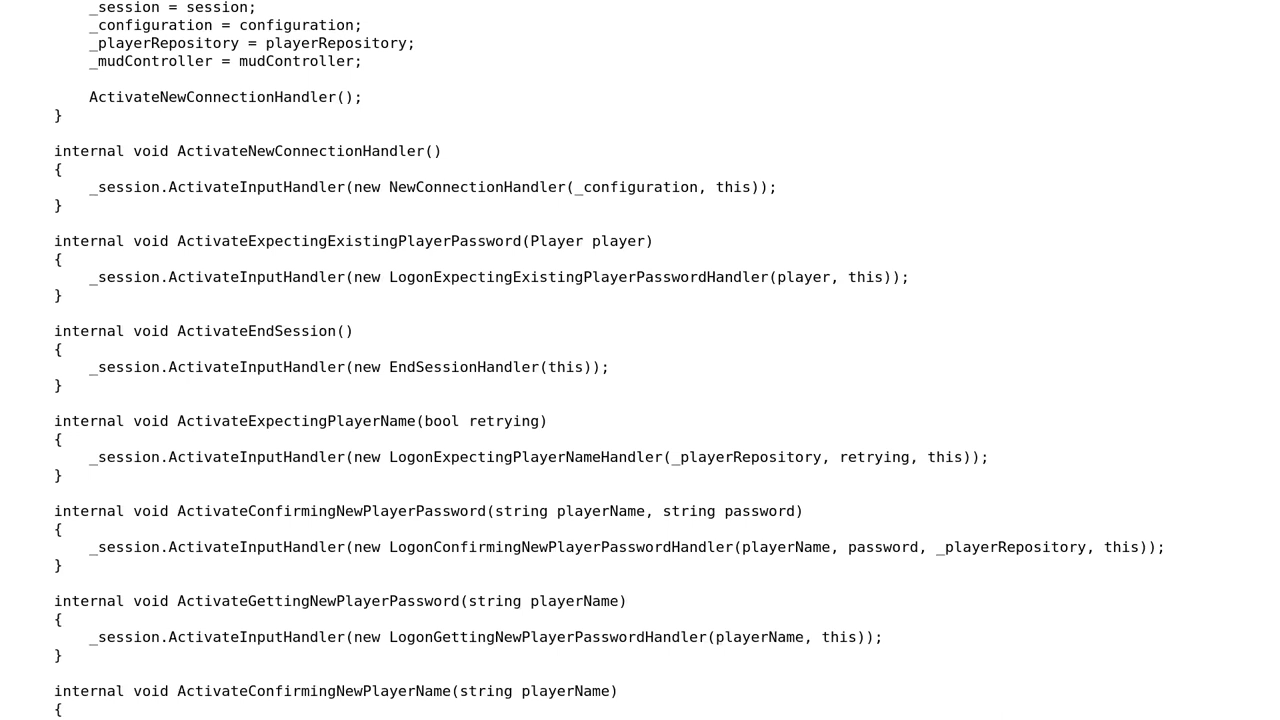 _session = session;
_configuration = configuration;
_playerRepository = playerRepository;
_mudController = mudController;
ActivateNewConnectionHandler();
}
internal void ActivateNewConnectionHandler()
{
_session.ActivateInputHandler(new NewConnectionHandler(_configuration, this));
}
internal void ActivateExpectingExistingPlayerPassword(Player player)
{
_session.ActivateInputHandler(new LogonExpectingExistingPlayerPasswordHandler(player, this));
}
internal void ActivateEndSession()
{
_session.ActivateInputHandler(new EndSessionHandler(this));
}
internal void ActivateExpectingPlayerName(bool retrying)
{
_session.ActivateInputHandler(new LogonExpectingPlayerNameHandler(_playerRepository, retrying, this));
}
internal void ActivateConfirmingNewPlayerPassword(string playerName, string password)
{
_session.ActivateInputHandler(new LogonConfirmingNewPlayerPasswordHandler(playerName, password, _playerRepository, this));
}
internal void ActivateGettingNewPlayerPassword(string playerName)
{
_session.ActivateInputHandler(new LogonGettingNewPlayerPasswordHandler(playerName, this));
}
internal void ActivateConfirmingNewPlayerName(string playerName)
{